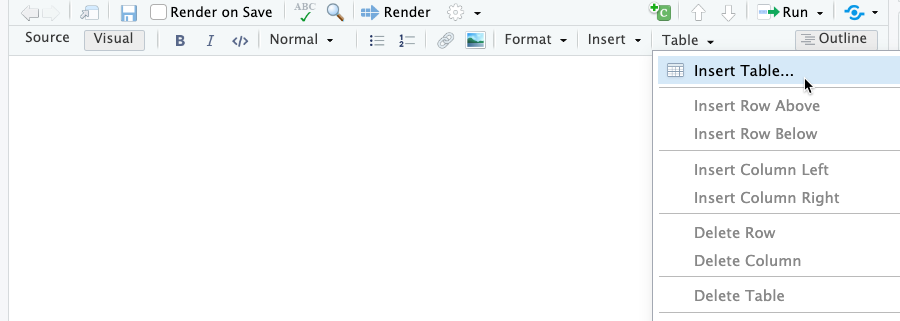 Render on Save ABC Render C Run
Source Visual B I </> Normal Format Insert Table Outline
Insert Table...
Insert Row Above
Insert Row Below
Insert Column Left
Insert Column Right
Delete Row
Delete Column
Delete Table